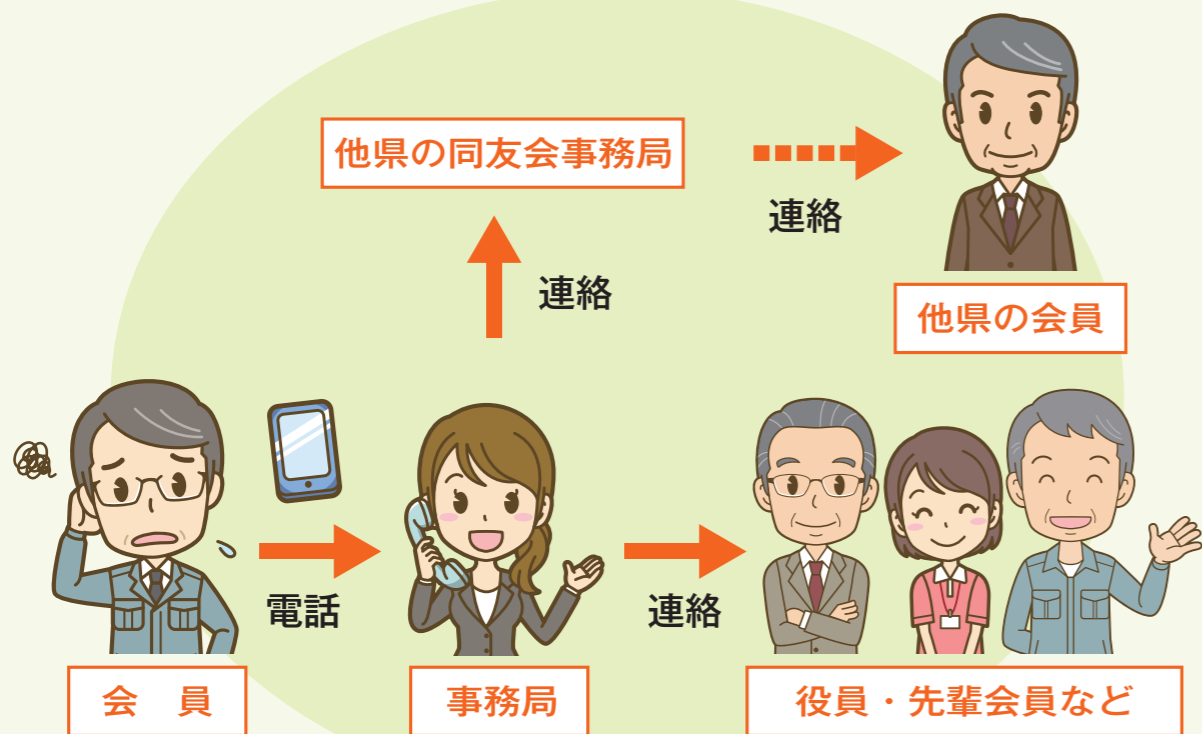 他県の同友会事務局
連絡
連絡
他県の会員
電話
連絡
会　員
事務局
役員・先輩会員など